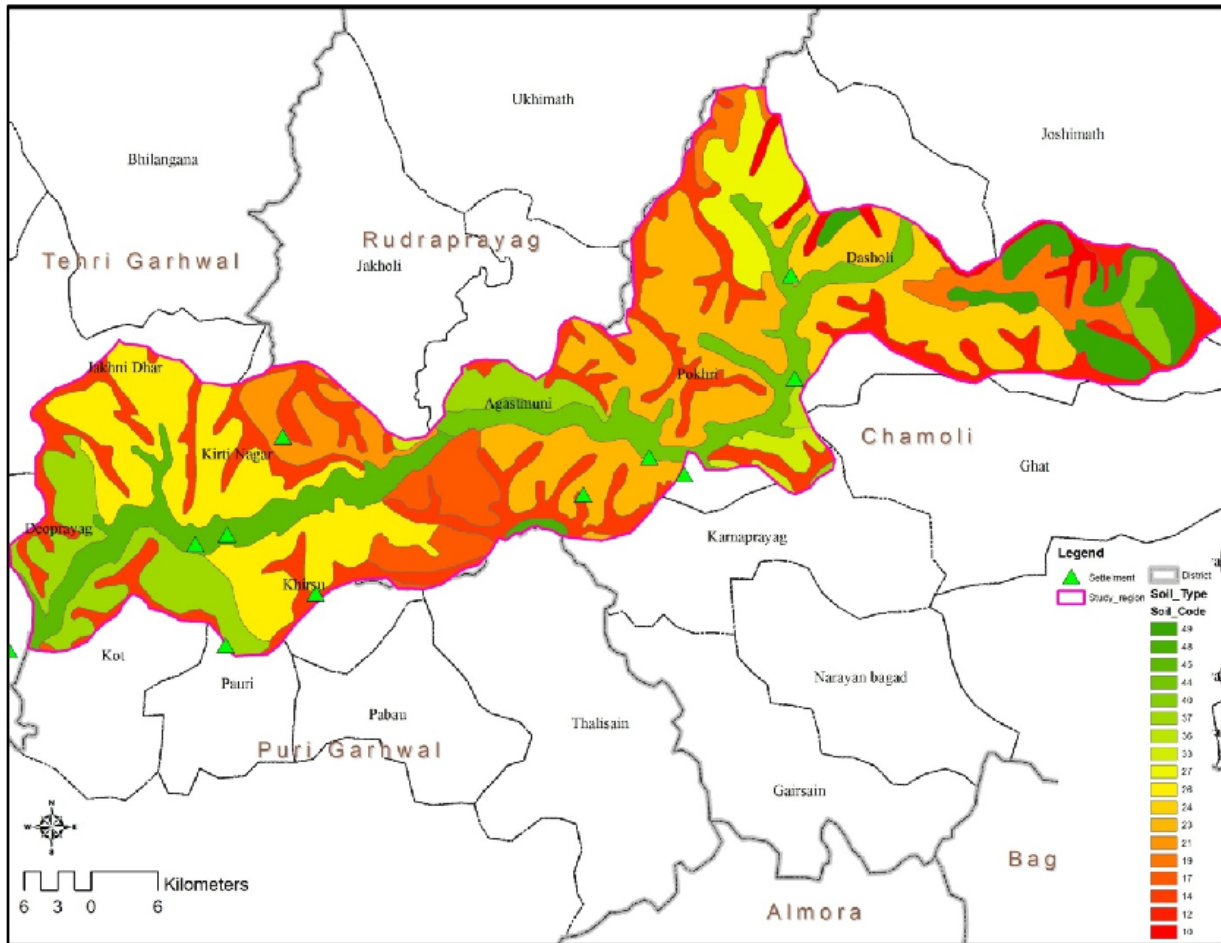 Ukhimath
Joshimath
Bhilangana
Rudraprayag
Tehri Garhwal
Jakholi
Dasholi
Jakhni Dhar
Pokhri
Agastmuni
Chamoli
Kirti Nagar
Ghat
Deoprayag
Karnaprayag
Khirsu
Kot
Pauri
Narayan bagad
Pabau
Thalisain
Puri Garhwal
Gairsain
Bag
Almora
N
W E
S
Kilometers
6 3 0 6
Legend
Settlement
Study_region
District
Soil_Type
Soil_Code
49
48
45
44
40
37
36
33
27
26
24
23
21
19
17
14
12
10